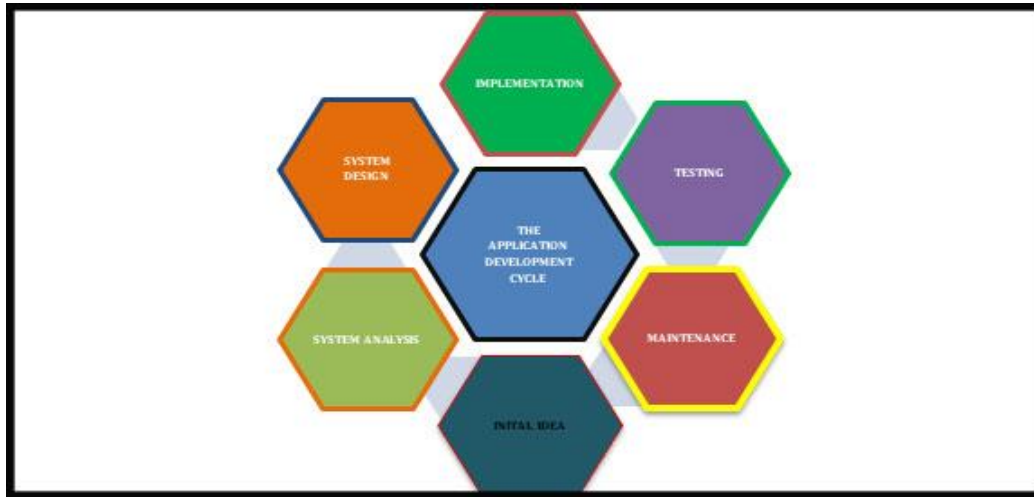 IMPLEMENTATION
SYSTEM
DESIGN
TESTING
THE
APPLICATION
DEVELOPMENT
CYCLE
SYSTEM ANALYSIS
MAINTENANCE
INITAL IDEA